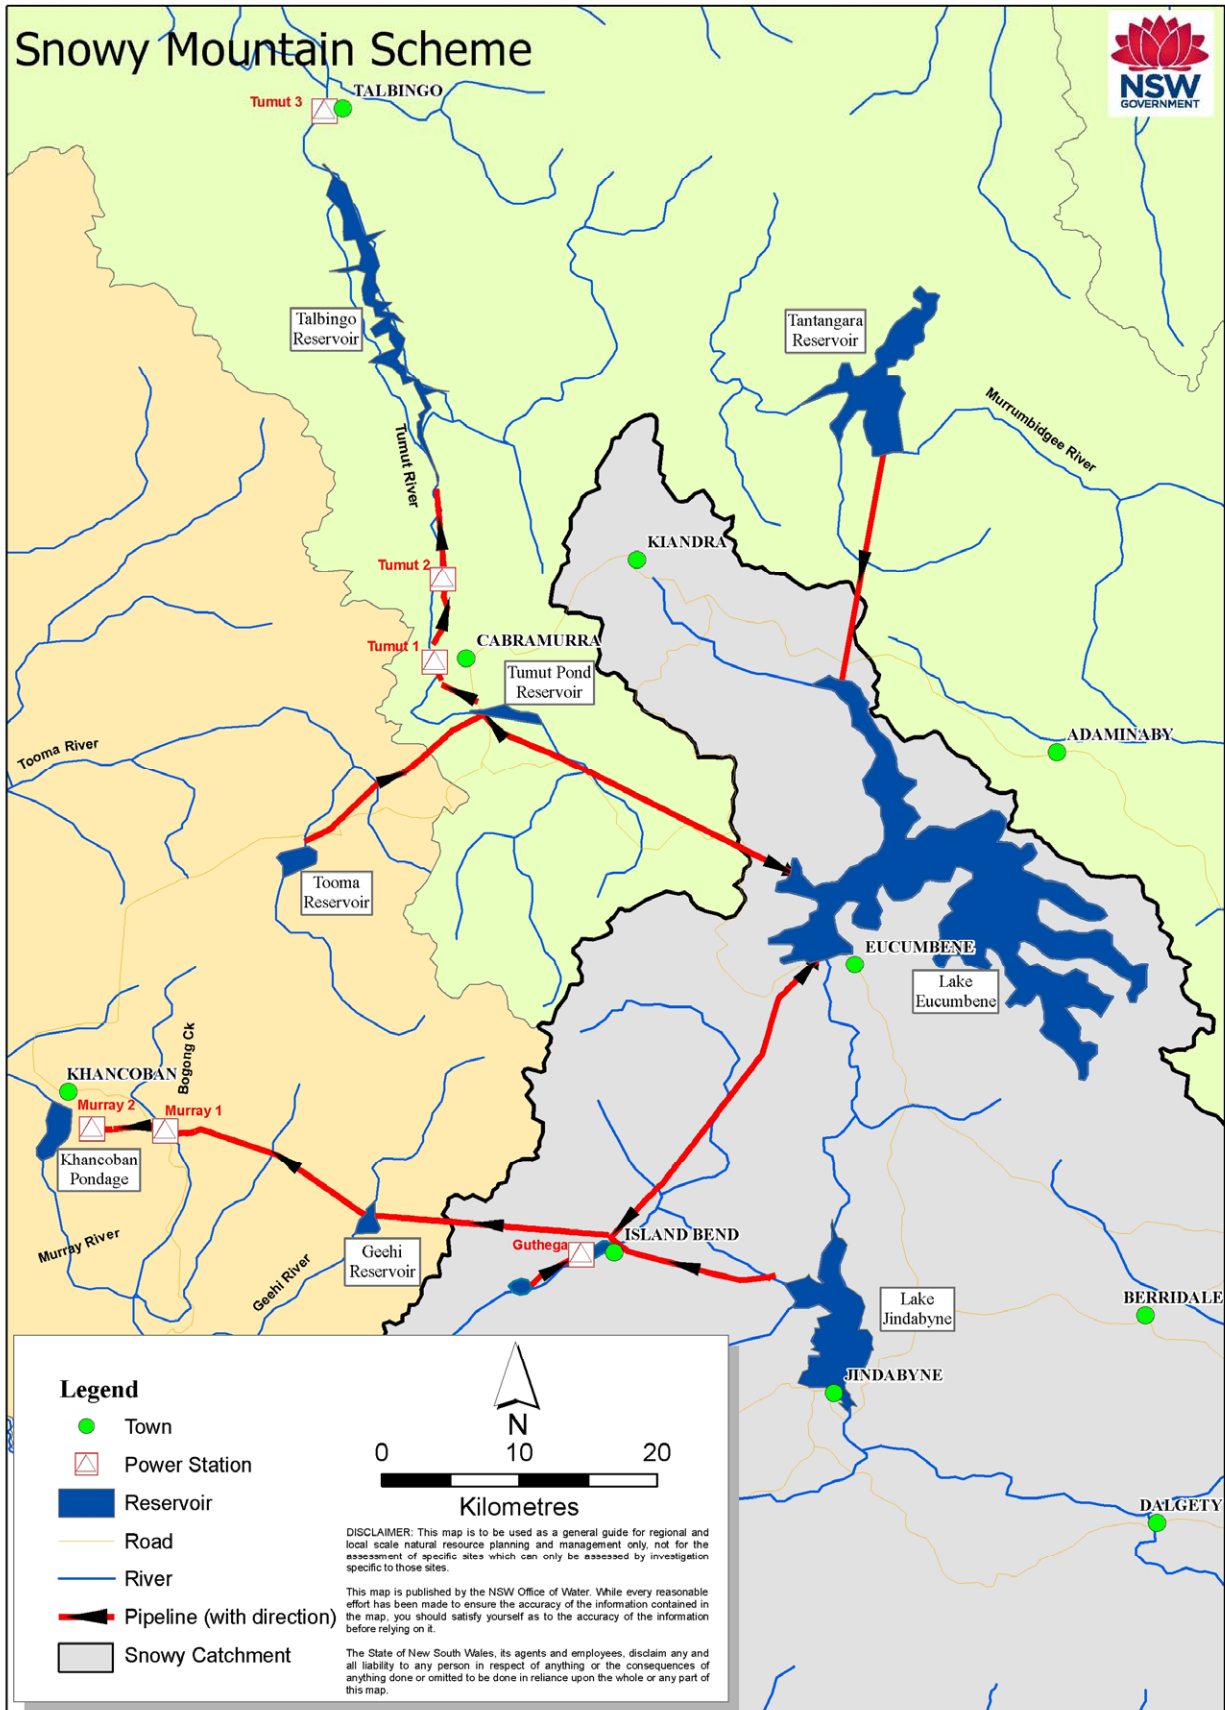 Snowy Mountain Scheme
NSW
GOVERNMENT
Tumut 3
TALBINGO
Talbingo
Reservoir
Tantangara
Reservoir
Murrumbidgee River
Tumut River
KIANDRA
Tumut 2
Tumut 1
CABRAMURRA
Tumut Pond
Reservoir
ADAMINABY
Tooma River
Tooma
Reservoir
EUCUMBENE
Lake
Eucumbene
Bogong Ck
KHANCOBAN
Murray 2
Murray 1
Khancoban
Pondage
Murray River
Geehi River
Geehi
Reservoir
Guthega
ISLAND BEND
Lake
Jindabyne
BERRIDALE
JINDABYNE
DALGETY
Legend
Town
Power Station
Reservoir
Road
River
Pipeline (with direction)
Snowy Catchment
N
0 10 20
Kilometres
DISCLAIMER: This map is to be used as a general guide for regional and
local scale natural resource planning and management only, not for the
assessment of specific sites which can only be assessed by investigation
specific to those sites.
This map is published by the NSW Office of Water. While every reasonable
effort has been made to ensure the accuracy of the information contained in
the map, you should satisfy yourself as to the accuracy of the information
before relying on it.
The State of New South Wales, its agents and employees, disclaim any and
all liability to any person in respect of anything or the consequences of
anything done or omitted to be done in reliance upon the whole or any part of
this map.